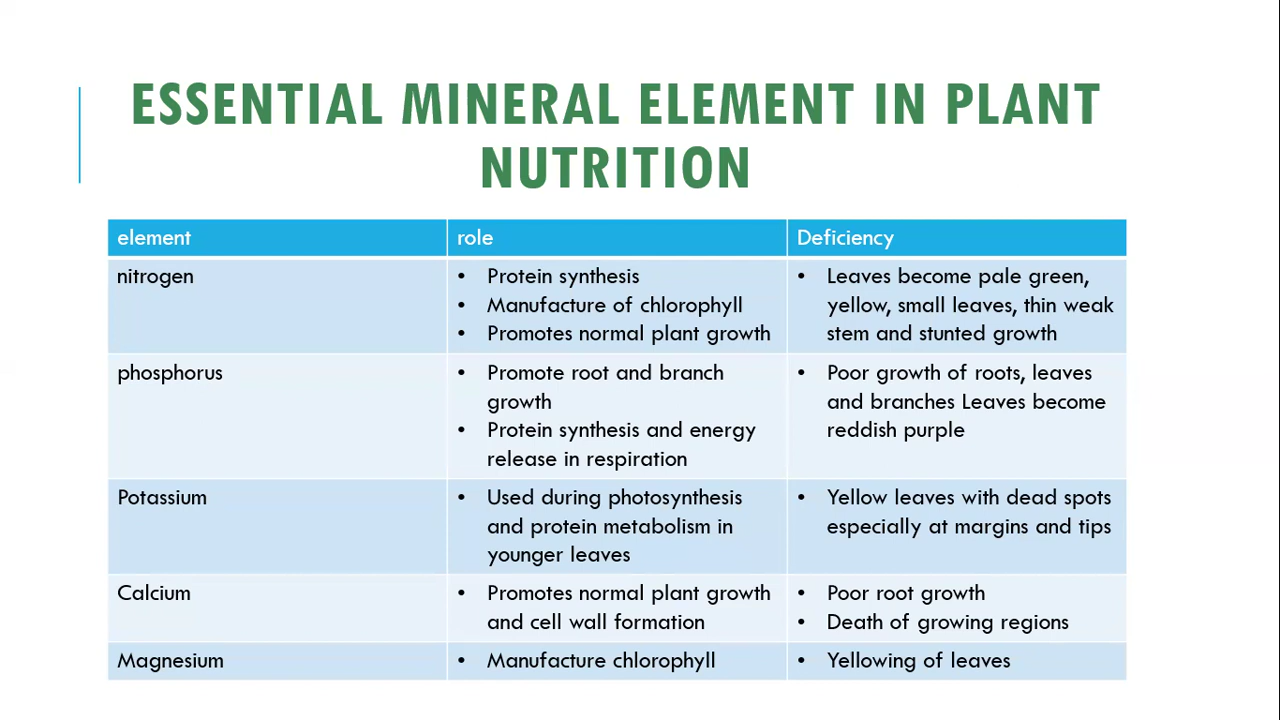 ESSENTIAL MINERAL ELEMENT IN PLANT
NUTRITION
element role Deficiency
nitrogen
• Protein synthesis
• Manufacture of chlorophyll
• Promotes normal plant growth
• Leaves become pale green,
yellow, small leaves, thin weak
stem and stunted growth
phosphorus
• Promote root and branch
growth
• Protein synthesis and energy
release in respiration
• Poor growth of roots, leaves
and branches Leaves become
reddish purple
Potassium
• Used during photosynthesis
and protein metabolism in
younger leaves
• Yellow leaves with dead spots
especially at margins and tips
Calcium
• Promotes normal plant growth
and cell wall formation
• Poor root growth
• Death of growing regions
Magnesium
• Manufacture chlorophyll
• Yellowing of leaves